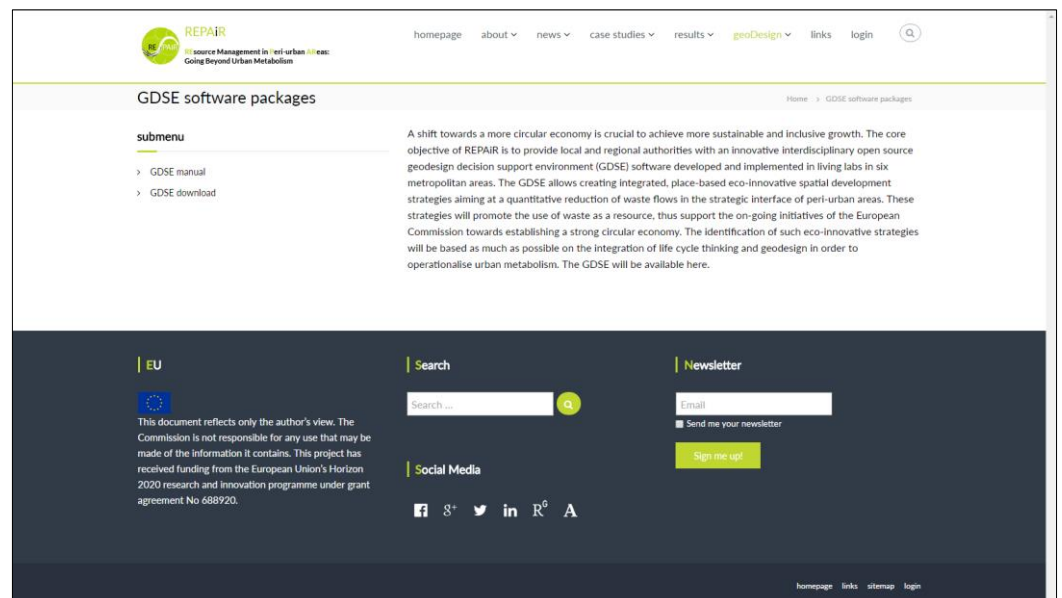 REPAiR
REsource Management in Peri-urban AReas:
Going Beyond Urban Metabolism
homepage about news case studies results geoDesign links login
GDSE software packages
Home > GDSE software packages
submenu
> GDSE manual
> GDSE download
A shift towards a more circular economy is crucial to achieve more sustainable and inclusive growth. The core
objective of REPAiR is to provide local and regional authorities with an innovative interdisciplinary open source
geodesign decision support environment (GDSE) software developed and implemented in living labs in six
metropolitan areas. The GDSE allows creating integrated, place-based eco-innovative spatial development
strategies aiming at a quantitative reduction of waste flows in the strategic interface of peri-urban areas. These
strategies will promote the use of waste as a resource, thus support the on-going initiatives of the European
Commission towards establishing a strong circular economy. The identification of such eco-innovative strategies
will be based as much as possible on the integration of life cycle thinking and geodesign in order to
operationalise urban metabolism. The GDSE will be available here.
EU
This document reflects only the author's view. The
Commission is not responsible for any use that may be
made of the information it contains. This project has
received funding from the European Union's Horizon
2020 research and innovation programme under grant
agreement No 688920.
Search
Search ...
Social Media
8+ in RG A
Newsletter
Email
Send me your newsletter
Sign me up!
homepage links sitemap login